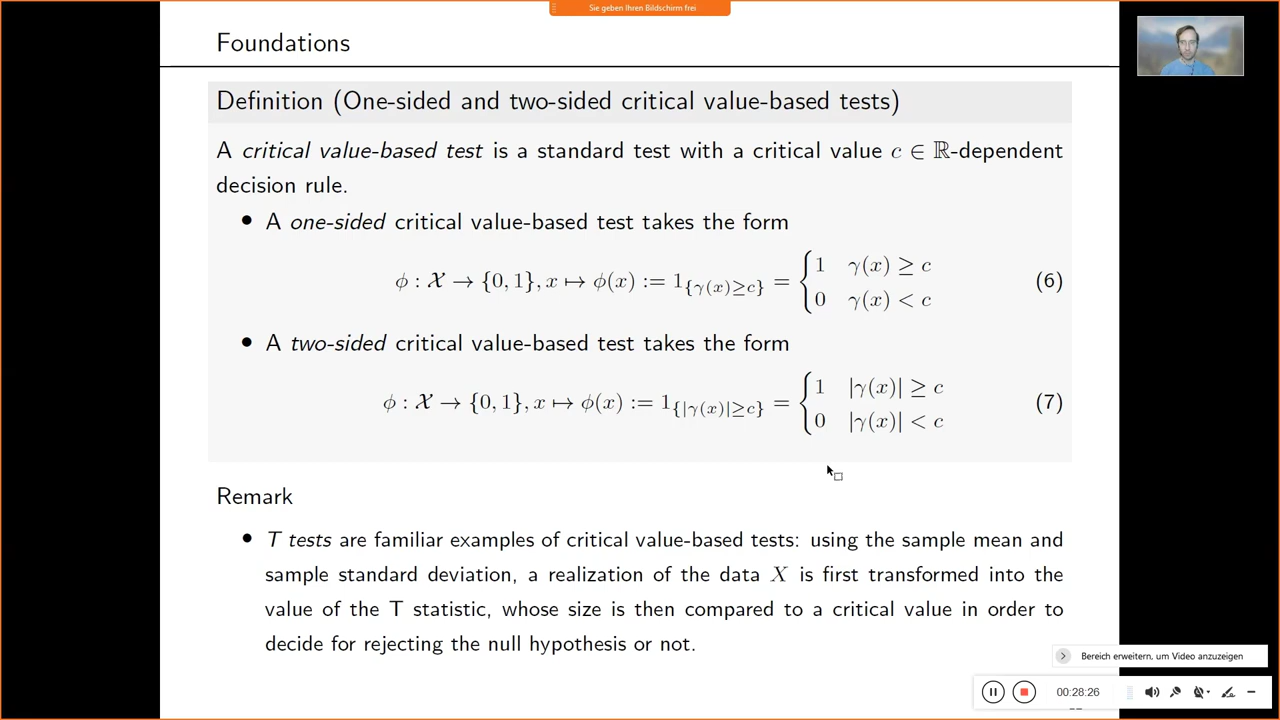 Sie geben Ihren Bildschirm frei
Foundations
Definition (One-sided and two-sided critical value-based tests)
A critical value-based test is a standard test with a critical value c ∈ ℝ-dependent
decision rule.
• A one-sided critical value-based test takes the form
ϕ : 𝒳 → {0, 1}, x ↦ ϕ(x) := 1_{γ(x)≥c} = { 1 γ(x) ≥ c
0 γ(x) < c (6)
• A two-sided critical value-based test takes the form
ϕ : 𝒳 → {0, 1}, x ↦ ϕ(x) := 1_{|γ(x)|≥c} = { 1 |γ(x)| ≥ c
0 |γ(x)| < c (7)
Remark
• T tests are familiar examples of critical value-based tests: using the sample mean and
sample standard deviation, a realization of the data X is first transformed into the
value of the T statistic, whose size is then compared to a critical value in order to
decide for rejecting the null hypothesis or not.
Bereich erweitern, um Video anzuzeigen
00:28:26